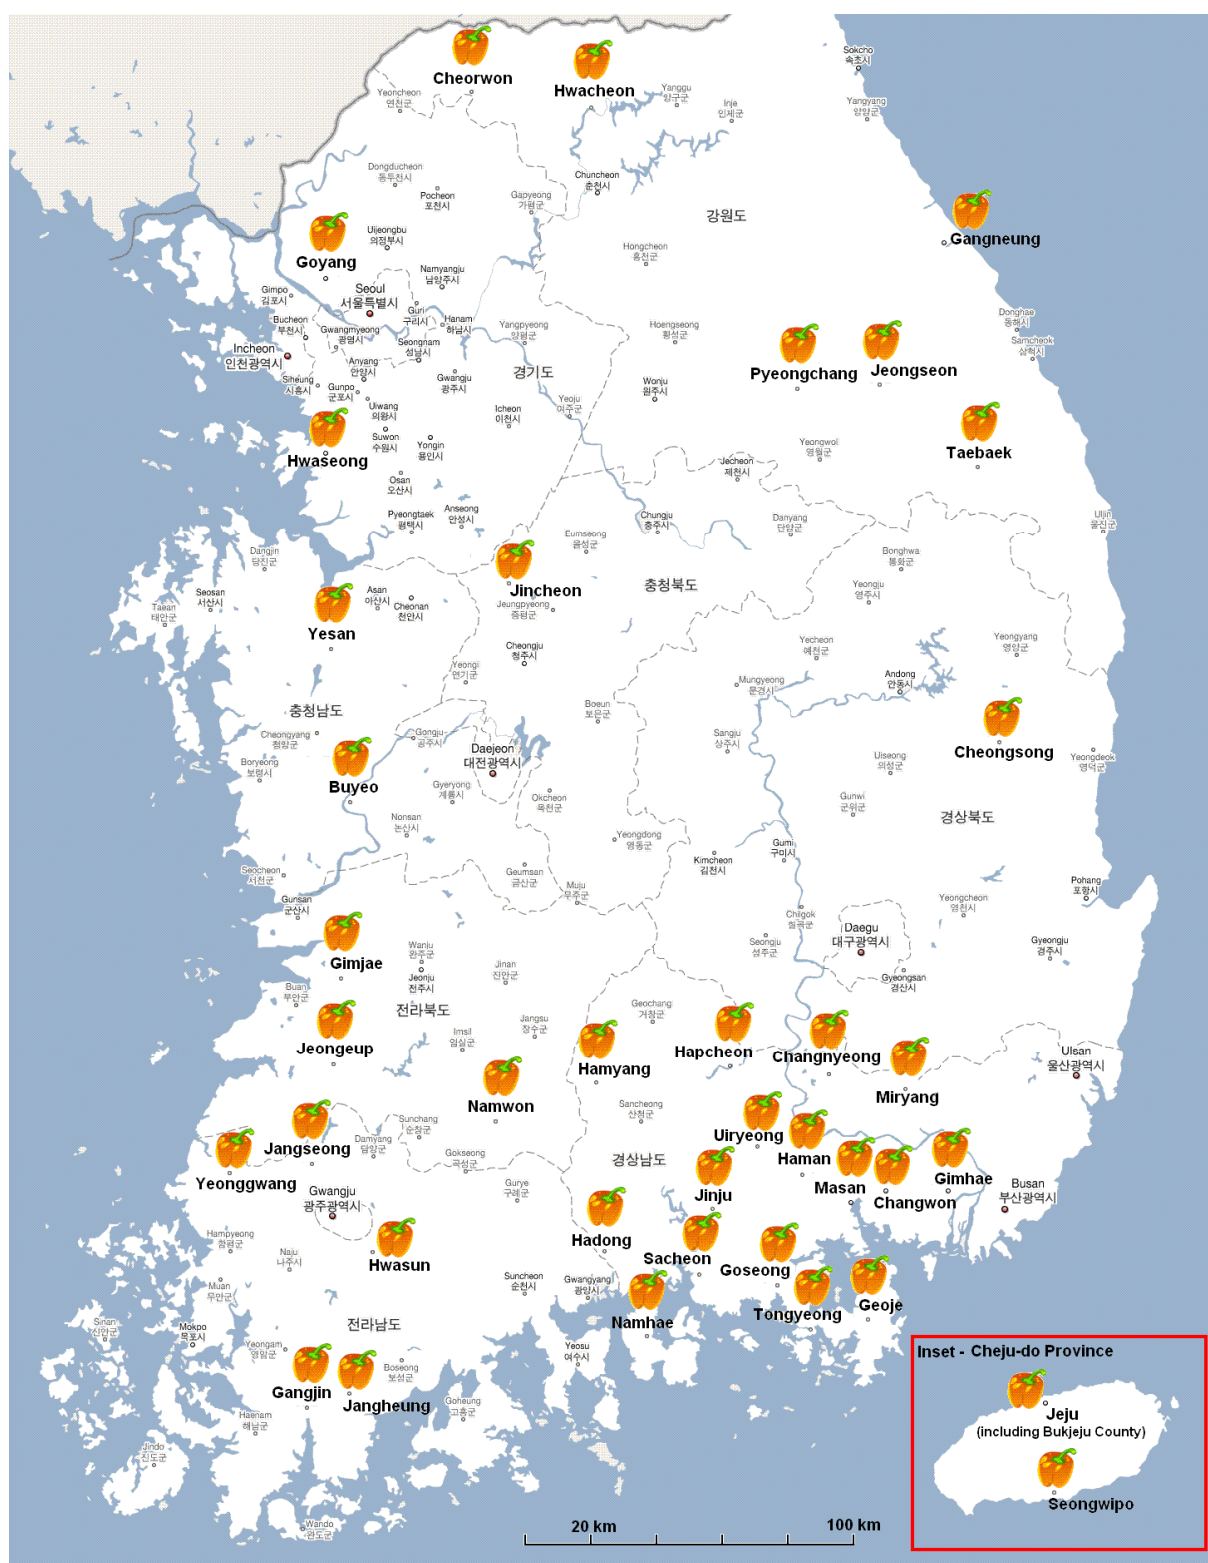 Sokcho
속초시
Cheorwon
Hwacheon
Yeoncheon
연천군
Yanggu
양구군
Inje
인제군
Yangyang
양양군
Dongducheon
동두천시
Pocheon
포천시
Gapyeong
가평군
Chuncheon
춘천시
강원도
Gangneung
Goyang
Uijeongbu
의정부시
Hongcheon
홍천군
Namyangju
남양주시
Seoul
서울특별시
Gimpo
김포시
Guri
구리시
Hanam
하남시
Bucheon
부천시
Gwangmyeong
광명시
Yangpyeong
양평군
Hoengseong
횡성군
Donghae
동해시
Samcheok
삼척시
Incheon
인천광역시
Seongnam
성남시
Anyang
안양시
경기도
Pyeongchang
Jeongseon
Siheung
시흥시
Gunpo
군포시
Gwangju
광주시
Wonju
원주시
Uiwang
의왕시
Icheon
이천시
Yeoju
여주군
Hwaseong
Suwon
수원시
Yongin
용인시
Yeongwol
영월군
Taebaek
Jecheon
제천시
Osan
오산시
Pyeongtaek
평택시
Anseong
안성시
Chungju
충주시
Danyang
단양군
Uljin
울진군
Eumseong
음성군
Dangjin
당진군
Bonghwa
봉화군
Jincheon
충청북도
Yeongju
영주시
Seosan
서산시
Asan
아산시
Cheonan
천안시
Taean
태안군
Jeungpyeong
증평군
Yesan
Cheongju
청주시
Yecheon
예천군
Yeongyang
영양군
Yeongi
연기군
Mungyeong
문경시
Andong
안동시
충청남도
Boeun
보은군
Cheongyang
청양군
Gongju
공주시
Sangju
상주시
Cheongsong
Daejeon
대전광역시
Uiseong
의성군
Yeongdeok
영덕군
Boryeong
보령시
Buyeo
Gyeryong
계룡시
Okcheon
옥천군
Gunwi
군위군
경상북도
Nonsan
논산시
Yeongdong
영동군
Gumi
구미시
Kimcheon
김천시
Seocheon
서천군
Geumsan
금산군
Muju
무주군
Pohang
포항시
Gunsan
군산시
Yeongcheon
영천시
Chilgok
칠곡군
Daegu
대구광역시
Gimjae
Wanju
완주군
Seongju
성주군
Gyeongju
경주시
Jeonju
전주시
Jinan
진안군
Gyeongsan
경산시
Buan
부안군
전라북도
Geochang
거창군
Jeongeup
Jangsu
장수군
Imsil
임실군
Hapcheon
Changnyeong
Hamyang
Ulsan
울산광역시
Miryang
Namwon
Sancheong
산청군
Sunchang
순창군
Jangseong
Damyang
담양군
Uiryeong
Gokseong
곡성군
경상남도
Haman
Yeonggwang
Gwangju
광주광역시
Gurye
구례군
Jinju
Masan
Gimhae
Changwon
Busan
부산광역시
Hampyeong
함평군
Hadong
Naju
나주시
Hwasun
Sacheon
Goseong
Muan
무안군
Suncheon
순천시
Gwangyang
광양시
Geoje
Tongyeong
Namhae
Sinan
신안군
Mokpo
목포시
전라남도
Yeongam
영암군
Yeosu
여수시
Boseong
보성군
Gangjin
Jangheung
Goheung
고흥군
Haenam
해남군
Jindo
진도군
Wando
완도군
Inset - Cheju-do Province
Jeju
(including Bukjeju County)
Seongwipo
20 km
100 km